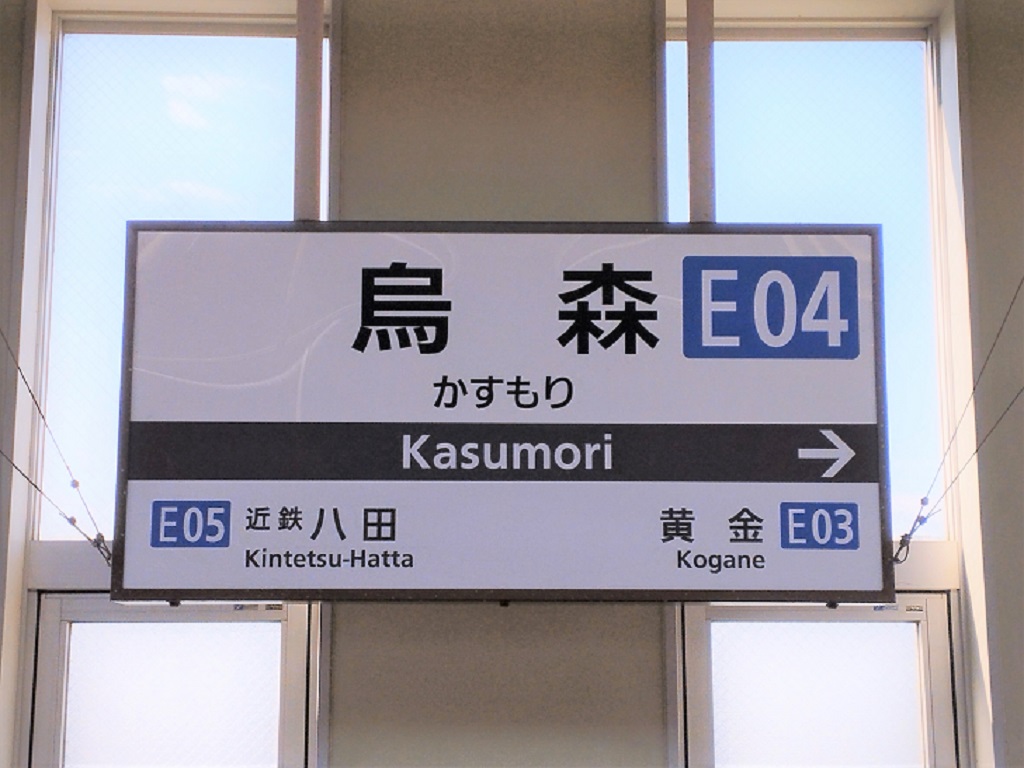 烏森 E04
かすもり
Kasumori →
E05 近鉄八田 黄金 E03
Kintetsu-Hatta Kogane